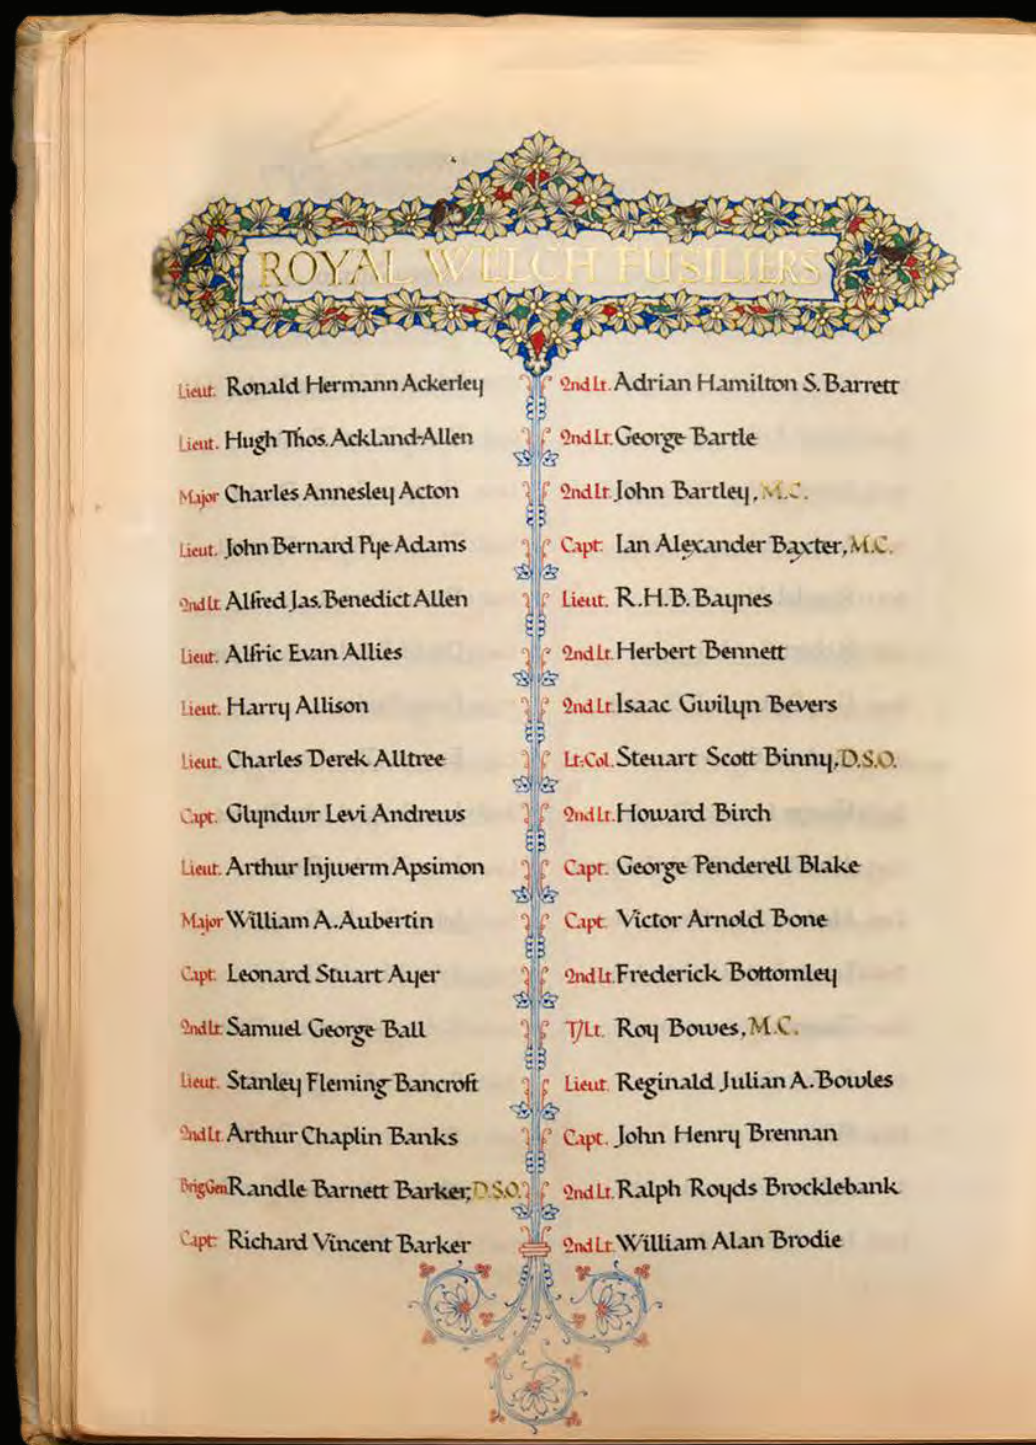 ROYAL WELCH FUSILIERS
Lieut. Ronald Hermann Ackerley
Lieut. Hugh Thos. Ackland-Allen
Major Charles Annesley Acton
Lieut. John Bernard Pye Adams
2nd Lt. Alfred Jas. Benedict Allen
Lieut. Alfric Evan Allies
Lieut. Harry Allison
Lieut. Charles Derek Alltree
Capt. Glyndwr Levi Andrews
Lieut. Arthur Injwerm Apsimon
Major William A. Aubertin
Capt. Leonard Stuart Ayer
2nd Lt. Samuel George Ball
Lieut. Stanley Fleming Bancroft
2nd Lt. Arthur Chaplin Banks
Brig Gen Randle Barnett Barker, D.S.O.
Capt. Richard Vincent Barker
2nd Lt. Adrian Hamilton S. Barrett
2nd Lt. George Bartle
2nd Lt. John Bartley, M.C.
Capt. Ian Alexander Baxter, M.C.
Lieut. R.H.B. Baynes
2nd Lt. Herbert Bennett
2nd Lt. Isaac Gwilyn Bevers
Lt-Col. Steuart Scott Binny, D.S.O.
2nd Lt. Howard Birch
Capt. George Penderell Blake
Capt. Victor Arnold Bone
2nd Lt. Frederick Bottomley
T/Lt. Roy Bowes, M.C.
Lieut. Reginald Julian A. Bowles
Capt. John Henry Brennan
2nd Lt. Ralph Royds Brocklebank
2nd Lt. William Alan Brodie